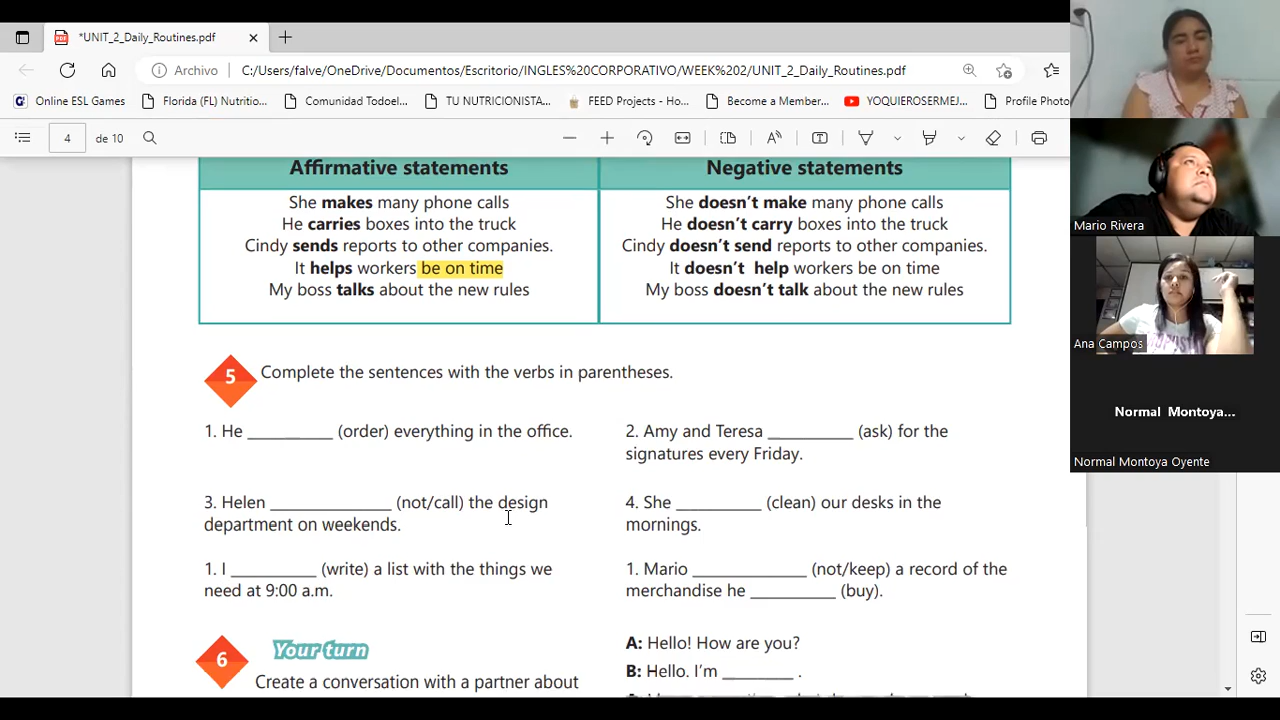 *UNIT_2_Daily_Routines.pdf
Archivo
C:/Users/falve/OneDrive/Documentos/Escritorio/INGLES%20CORPORATIVO/WEEK%202/UNIT_2_Daily_Routines.pdf
Online ESL Games
Florida (FL) Nutritio...
Comunidad Todoel...
TU NUTRICIONISTA...
FEED Projects - Ho...
Become a Member...
YOQUIEROSERMEJ...
Profile Photo
4 de 10
Affirmative statements
Negative statements
She makes many phone calls
He carries boxes into the truck
Cindy sends reports to other companies.
It helps workers be on time
My boss talks about the new rules
She doesn't make many phone calls
He doesn't carry boxes into the truck
Cindy doesn't send reports to other companies.
It doesn't help workers be on time
My boss doesn't talk about the new rules
5 Complete the sentences with the verbs in parentheses.
1. He _________ (order) everything in the office.
2. Amy and Teresa _________ (ask) for the
signatures every Friday.
3. Helen _____________ (not/call) the design
department on weekends.
4. She _________ (clean) our desks in the
mornings.
1. I _________ (write) a list with the things we
need at 9:00 a.m.
1. Mario ____________ (not/keep) a record of the
merchandise he _________ (buy).
6 Your turn
Create a conversation with a partner about
A: Hello! How are you?
B: Hello. I'm ________ .
Mario Rivera
Ana Campos
Normal Montoya...
Normal Montoya Oyente